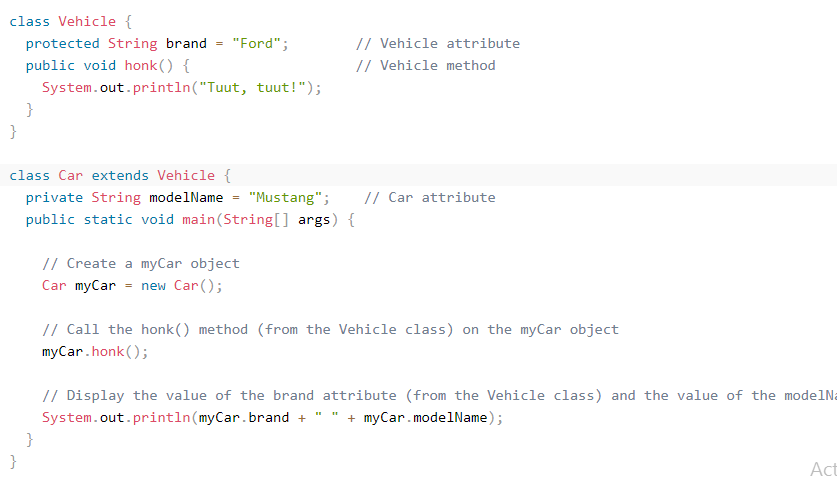 class Vehicle {
  protected String brand = "Ford";        // Vehicle attribute
  public void honk() {                    // Vehicle method
    System.out.println("Tuut, tuut!");
  }
}

class Car extends Vehicle {
  private String modelName = "Mustang";    // Car attribute
  public static void main(String[] args) {

    // Create a myCar object
    Car myCar = new Car();

    // Call the honk() method (from the Vehicle class) on the myCar object
    myCar.honk();

    // Display the value of the brand attribute (from the Vehicle class) and the value of the
    System.out.println(myCar.brand + " " + myCar.modelName);
  }
}